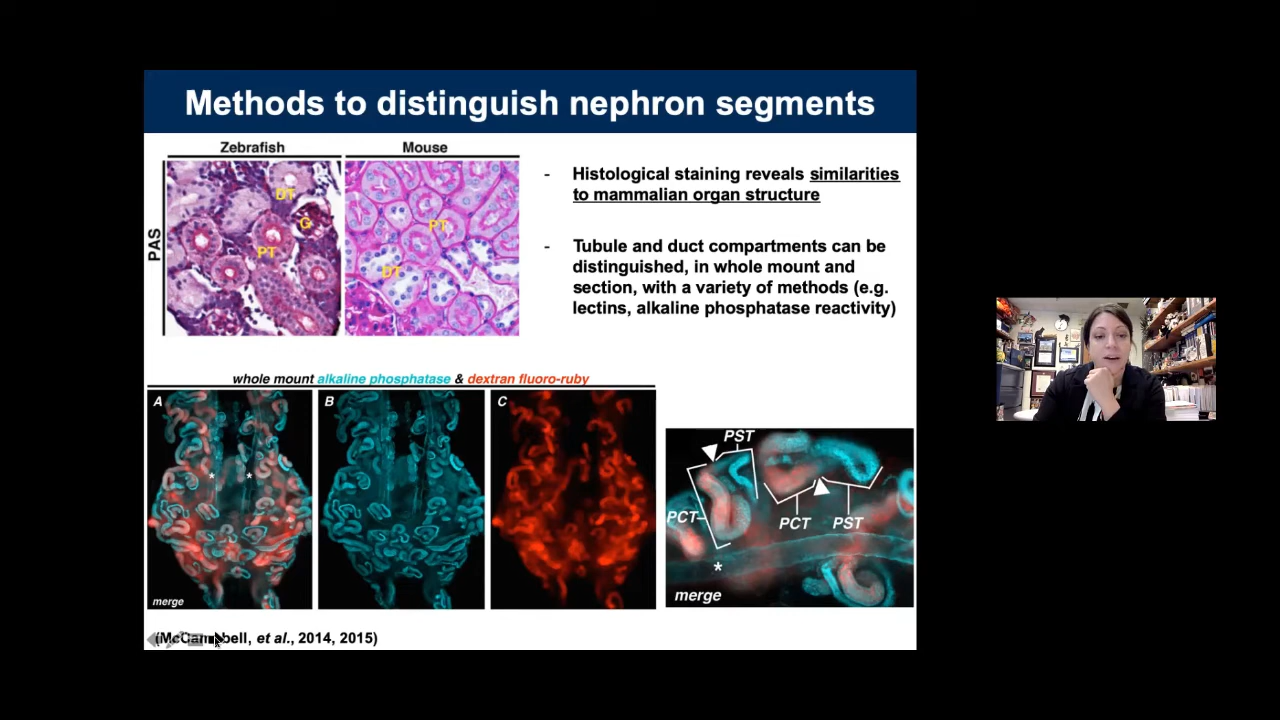 Methods to distinguish nephron segments
Zebrafish
Mouse
PAS
DT
G
PT
PT
DT
- Histological staining reveals similarities
to mammalian organ structure
- Tubule and duct compartments can be
distinguished, in whole mount and
section, with a variety of methods (e.g.
lectins, alkaline phosphatase reactivity)
whole mount alkaline phosphatase & dextran fluoro-ruby
A
*
*
merge
B
C
PST
PCT
PCT
PST
*
merge
(McCampbell, et al., 2014, 2015)